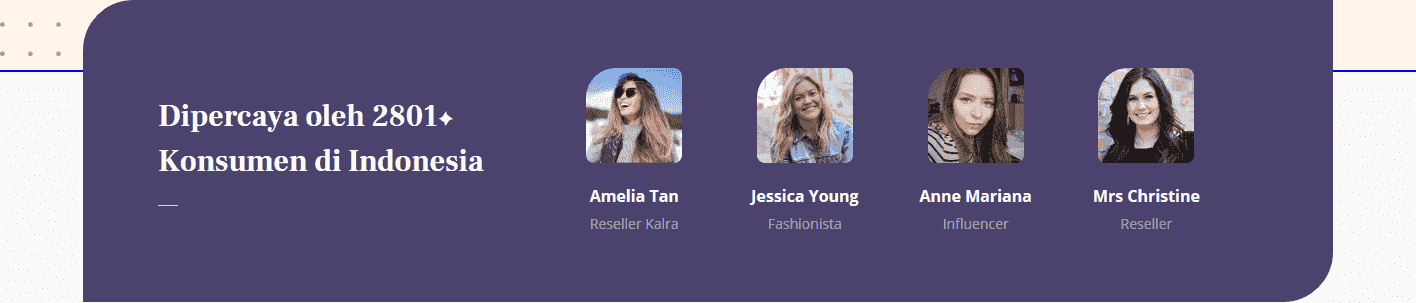 Dipercaya oleh 2801✦
Konsumen di Indonesia
Amelia Tan
Reseller Kalra
Jessica Young
Fashionista
Anne Mariana
Influencer
Mrs Christine
Reseller